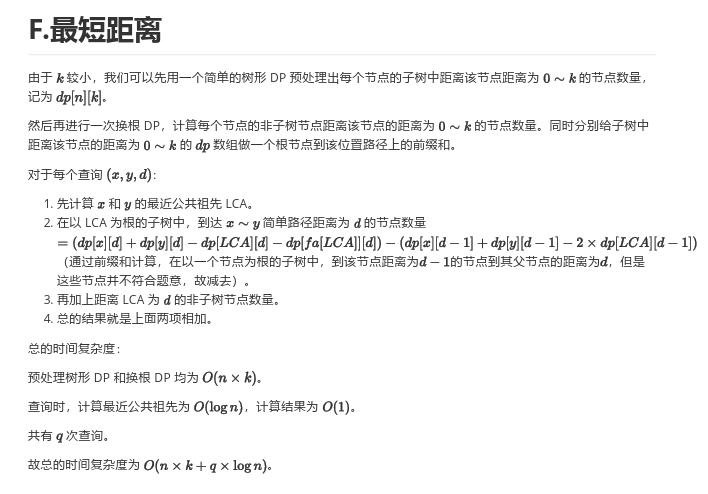 F.最短距离
由于 k 较小，我们可以先用一个简单的树形 DP 预处理出每个节点的子树中距离该节点距离为 0 ∼ k 的节点数量，
记为 dp[n][k]。
然后再进行一次换根 DP，计算每个节点的非子树节点距离该节点的距离为 0 ∼ k 的节点数量。同时分别给子树中
距离该节点的距离为 0 ∼ k 的 dp 数组做一个根节点到该位置路径上的前缀和。
对于每个查询 (x, y, d):
1. 先计算 x 和 y 的最近公共祖先 LCA。
2. 在以 LCA 为根的子树中，到达 x ∼ y 简单路径距离为 d 的节点数量
= (dp[x][d] + dp[y][d] − dp[LCA][d] − dp[fa[LCA]][d]) − (dp[x][d − 1] + dp[y][d − 1] − 2 × dp[LCA][d − 1])
（通过前缀和计算，在以一个节点为根的子树中，到该节点距离为d − 1的节点到其父节点的距离为d，但是
这些节点并不符合题意，故减去）。
3. 再加上距离 LCA 为 d 的非子树节点数量。
4. 总的结果就是上面两项相加。
总的时间复杂度：
预处理树形 DP 和换根 DP 均为 O(n × k)。
查询时，计算最近公共祖先为 O(log n)，计算结果为 O(1)。
共有 q 次查询。
故总的时间复杂度为 O(n × k + q × log n)。